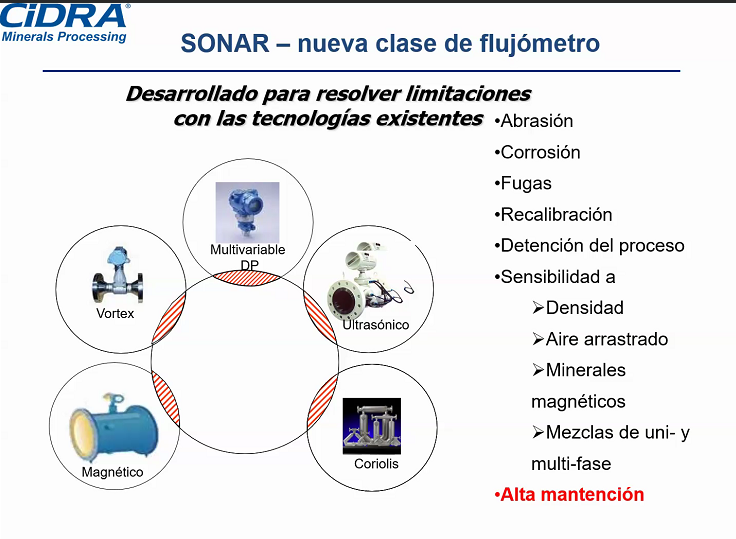 CiDRA®
Minerals Processing
SONAR – nueva clase de flujómetro
Desarrollado para resolver limitaciones
con las tecnologías existentes
•Abrasión
•Corrosión
•Fugas
•Recalibración
•Detención del proceso
•Sensibilidad a
➢Densidad
➢Aire arrastrado
➢Minerales
magnéticos
➢Mezclas de uni- y
multi-fase
•Alta mantención
Multivariable
DP
Vortex
Ultrasónico
Magnético
Coriolis